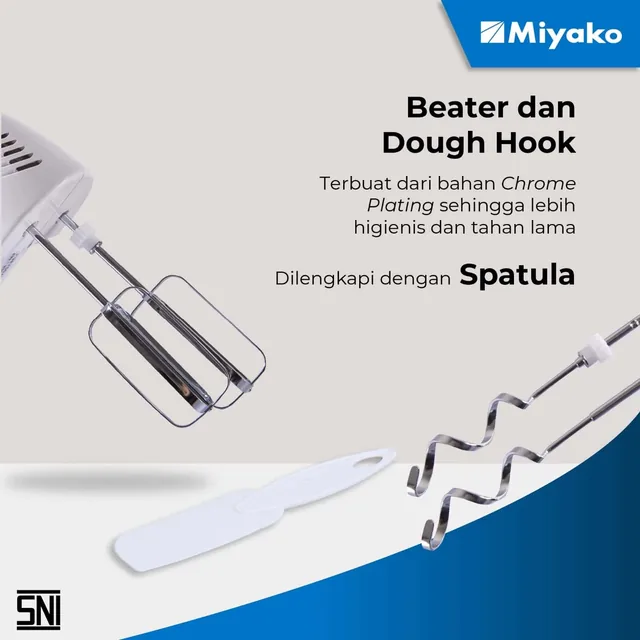 Miyako
Beater dan
Dough Hook
Terbuat dari bahan Chrome
Plating sehingga lebih
higienis dan tahan lama
Dilengkapi dengan Spatula
SNI